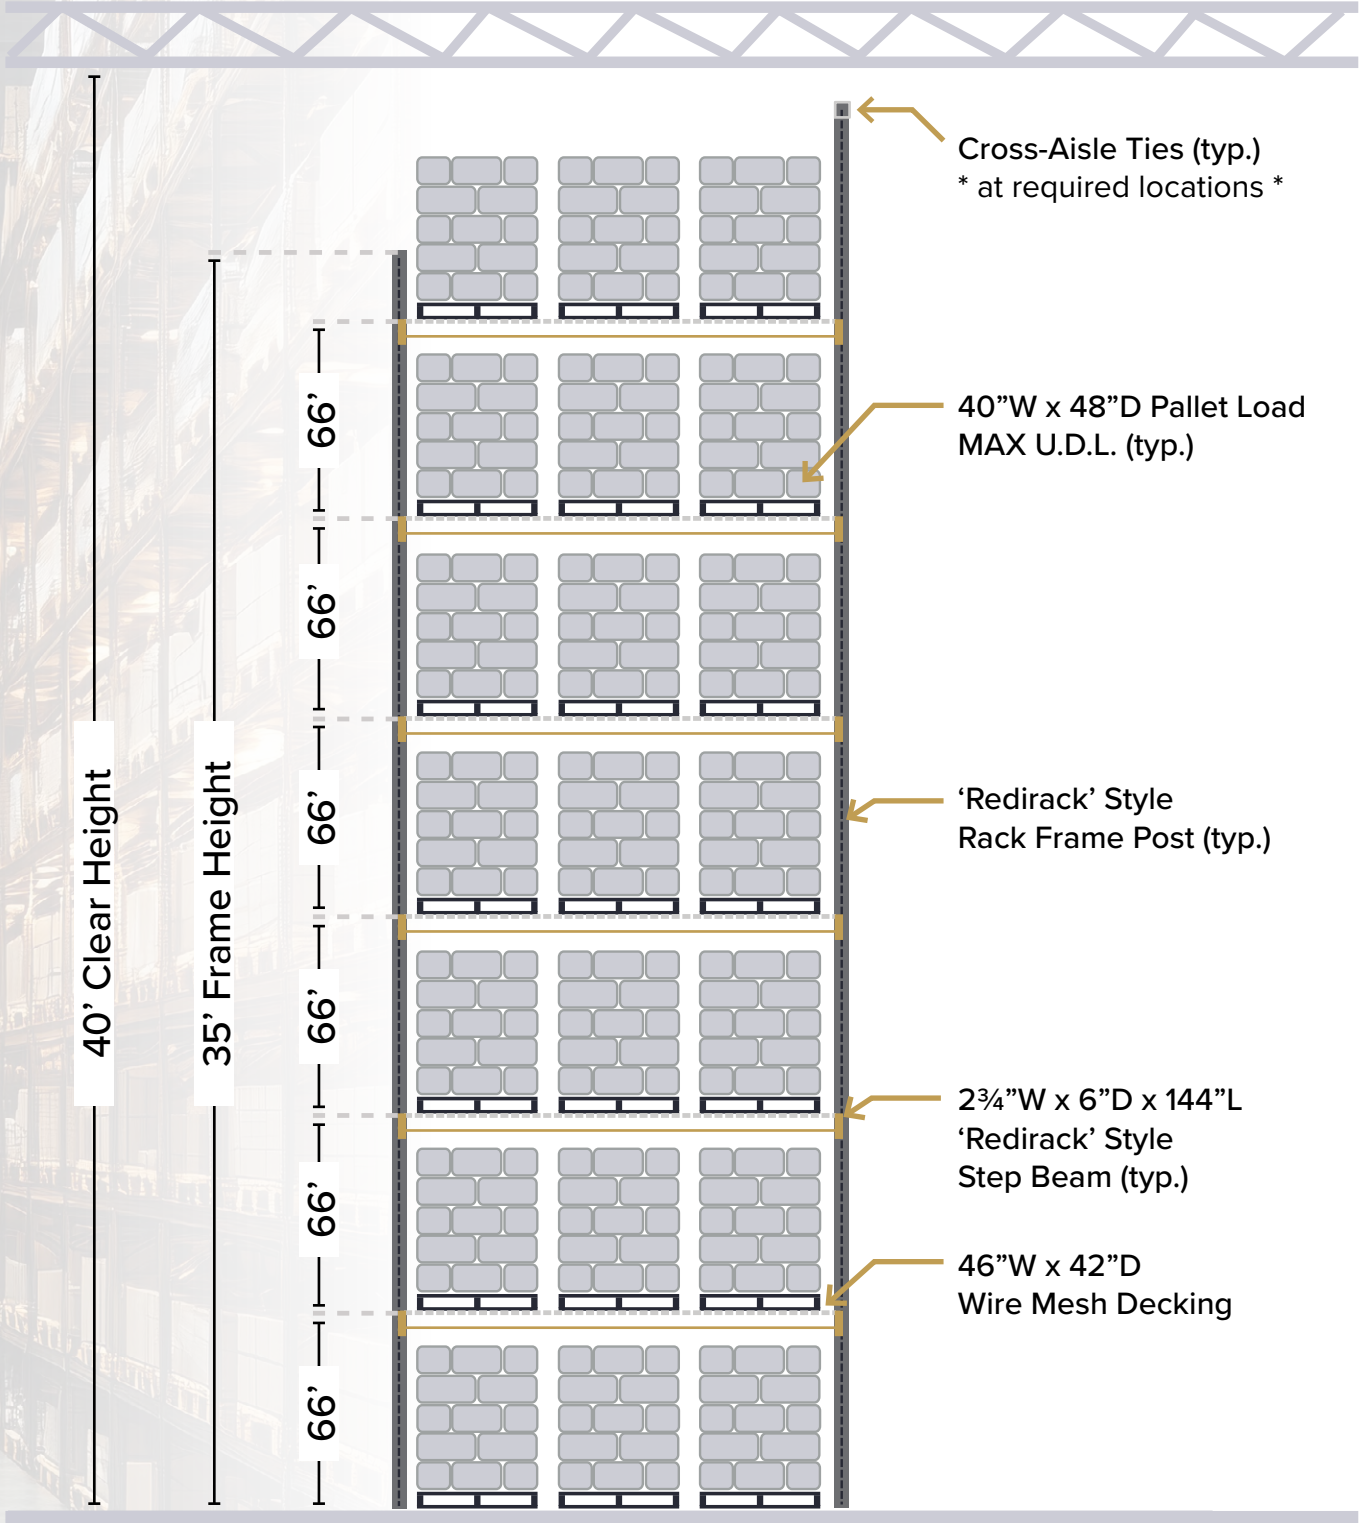 Cross-Aisle Ties (typ.)
* at required locations *
40”W x 48”D Pallet Load
MAX U.D.L. (typ.)
‘Redirack’ Style
Rack Frame Post (typ.)
2¾”W x 6”D x 144”L
‘Redirack’ Style
Step Beam (typ.)
46”W x 42”D
Wire Mesh Decking
40’ Clear Height
35’ Frame Height
66’
66’
66’
66’
66’
66’